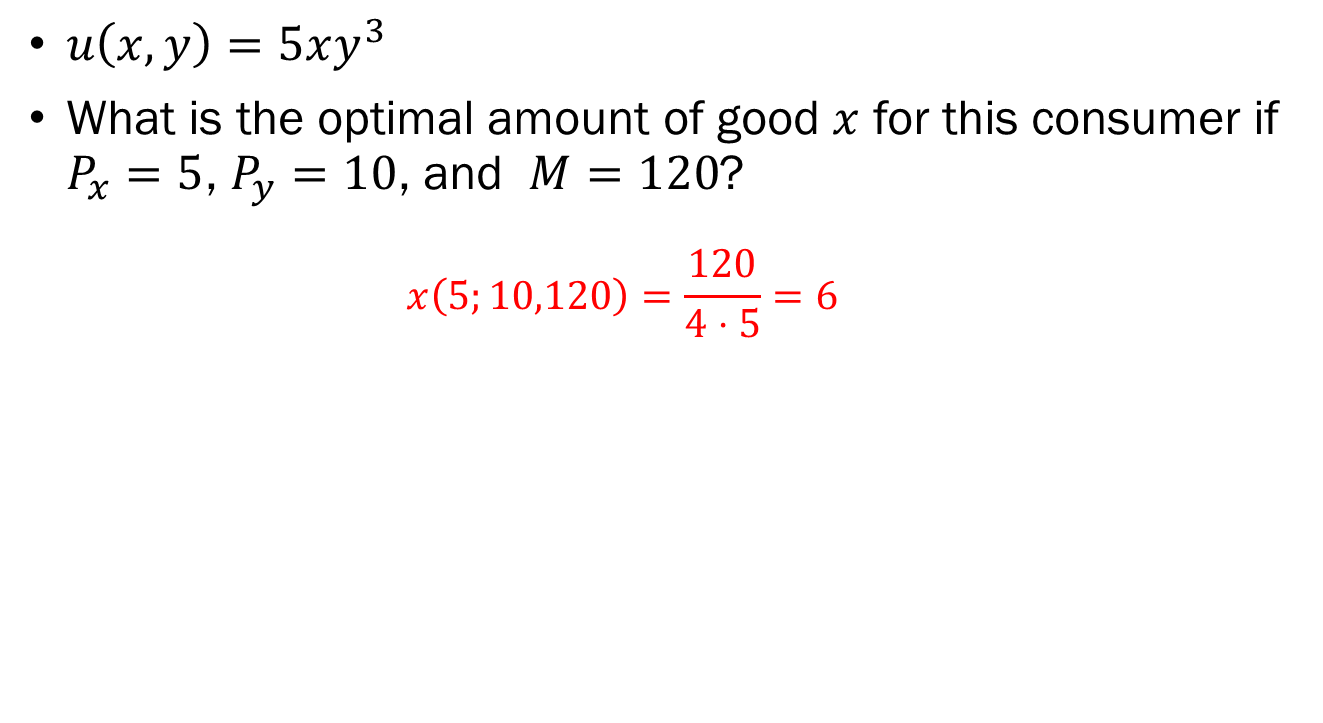 • u(x, y) = 5xy³
• What is the optimal amount of good x for this consumer if
Pₓ = 5, P_y = 10, and M = 120?
x(5; 10,120) = 120/(4 · 5) = 6